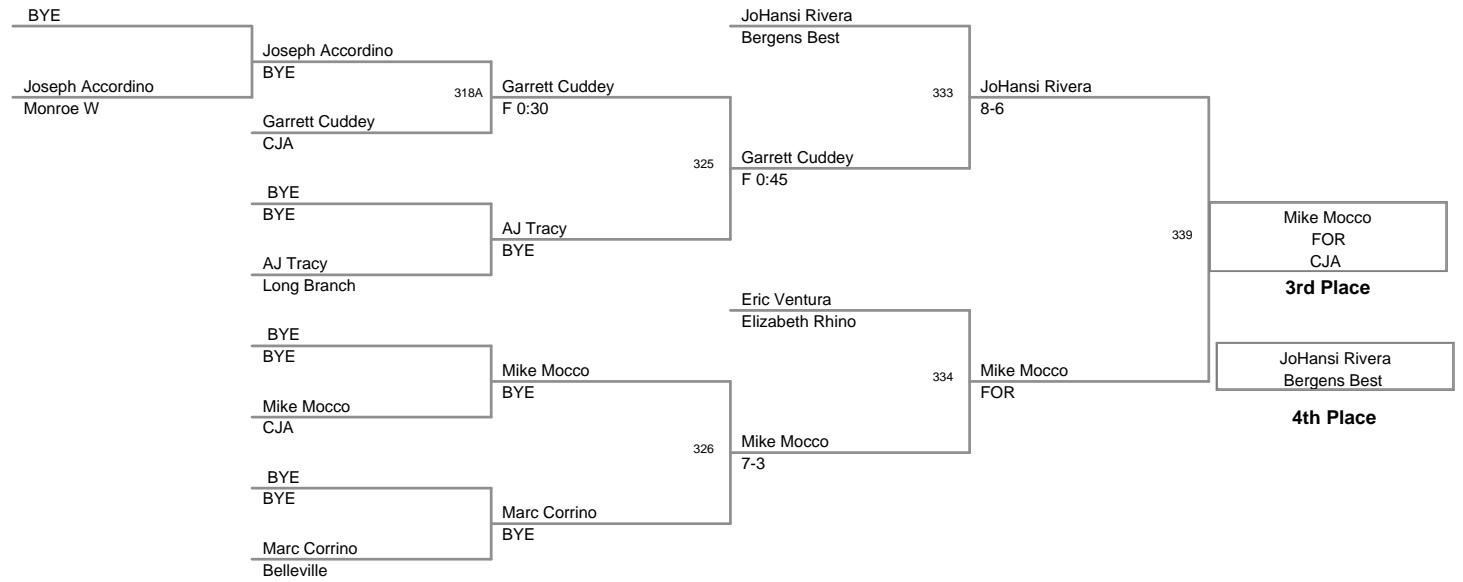 BYE
Joseph Accordino
Monroe W
Joseph Accordino
BYE
318A
Garrett Cuddey
CJA
BYE
BYE
AJ Tracy
Long Branch
BYE
BYE
Mike Mocco
CJA
BYE
BYE
Marc Corrino
Belleville
Garrett Cuddey
F 0:30
325
AJ Tracy
BYE
Mike Mocco
BYE
326
Marc Corrino
BYE
JoHansi Rivera
Bergens Best
333
Garrett Cuddey
F 0:45
Eric Ventura
Elizabeth Rhino
334
Mike Mocco
7-3
JoHansi Rivera
8-6
339
Mike Mocco
FOR
Mike Mocco
FOR
CJA
3rd Place
JoHansi Rivera
Bergens Best
4th Place